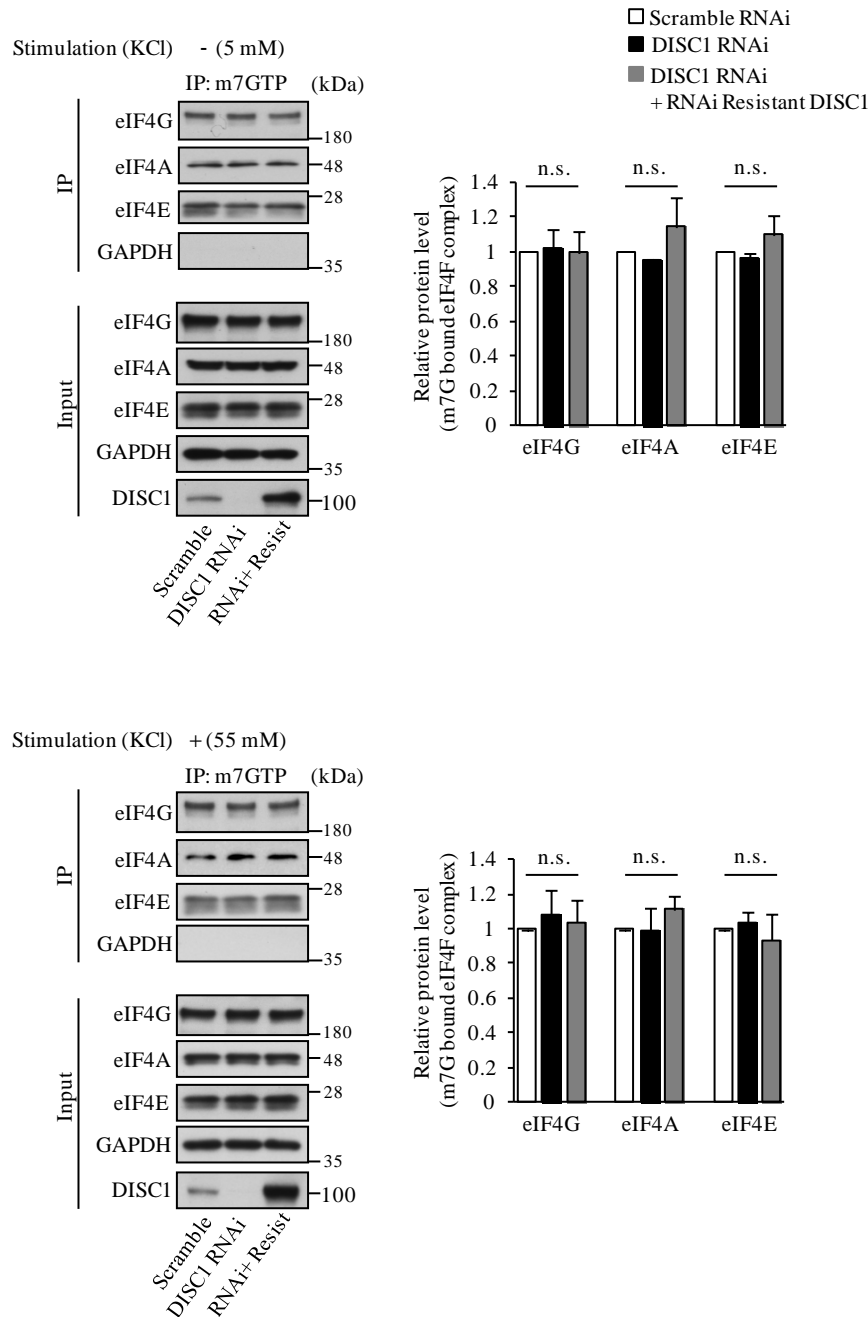 Scramble RNAi
DISC1 RNAi
DISC1 RNAi
+ RNAi Resistant DISC1
Stimulation (KCl) - (5 mM)
IP: m7GTP (kDa)
IP
eIF4G
180
eIF4A
48
eIF4E
28
GAPDH
35
Input
eIF4G
180
eIF4A
48
eIF4E
28
GAPDH
35
DISC1
100
Scramble
DISC1 RNAi
RNAi+ Resist
Relative protein level
(m7G bound eIF4F complex)
n.s. n.s. n.s.
1.4
1.2
1
0.8
0.6
0.4
0.2
0
eIF4G eIF4A eIF4E
Stimulation (KCl) + (55 mM)
IP: m7GTP (kDa)
IP
eIF4G
180
eIF4A
48
eIF4E
28
GAPDH
35
Input
eIF4G
180
eIF4A
48
eIF4E
28
GAPDH
35
DISC1
100
Scramble
DISC1 RNAi
RNAi+ Resist
Relative protein level
(m7G bound eIF4F complex)
n.s. n.s. n.s.
1.4
1.2
1
0.8
0.6
0.4
0.2
0
eIF4G eIF4A eIF4E